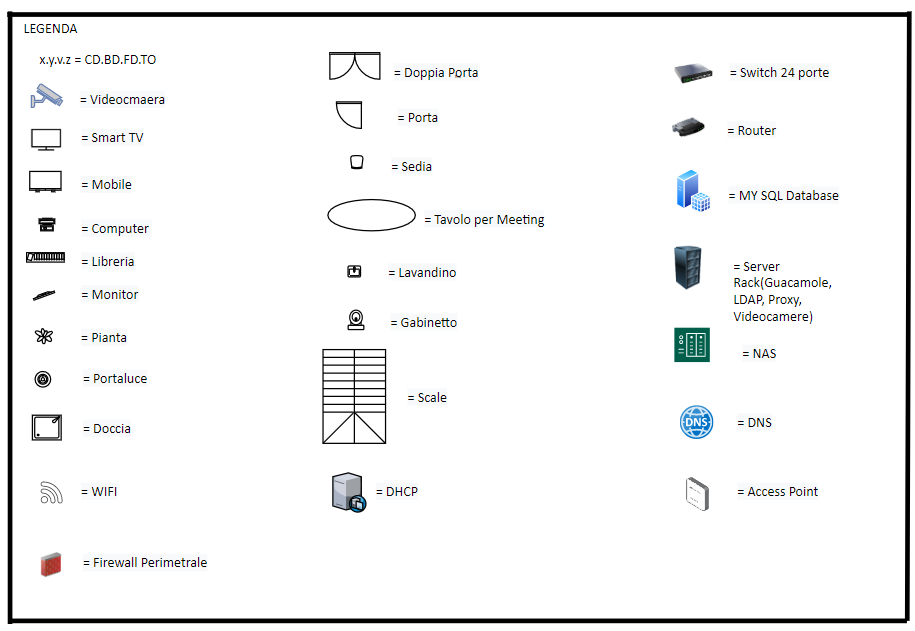 LEGENDA
x.y.v.z = CD.BD.FD.TO
= Videocmaera
= Smart TV
= Mobile
= Computer
= Libreria
= Monitor
= Pianta
= Portaluce
= Doccia
= WIFI
= Firewall Perimetrale
= Doppia Porta
= Porta
= Sedia
= Tavolo per Meeting
= Lavandino
= Gabinetto
= Scale
= DHCP
= Switch 24 porte
= Router
= MY SQL Database
= Server
Rack(Guacamole,
LDAP, Proxy,
Videocamere)
= NAS
DNS
= DNS
= Access Point